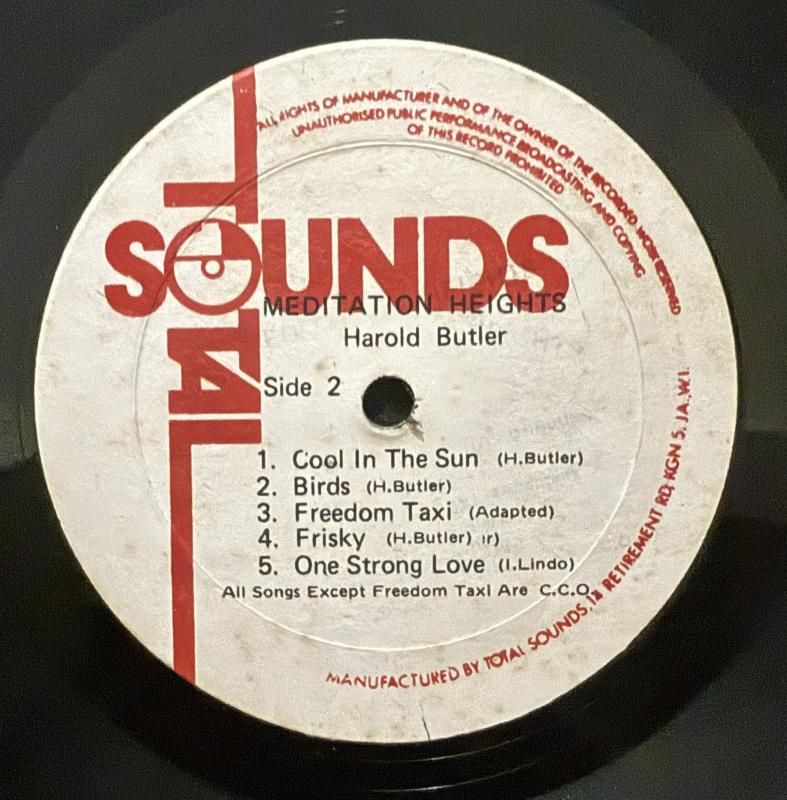 ALL RIGHTS OF MANUFACTURER AND OF THE OWNER OF THE RECORDED WORK RESERVED
UNAUTHORISED PUBLIC PERFORMANCE BROADCASTING AND COPYING
OF THIS RECORD PROHIBITED
TOTAL
SOUNDS
MEDITATION HEIGHTS
Harold Butler
Side 2
1. Cool In The Sun (H.Butler)
2. Birds (H.Butler)
3. Freedom Taxi (Adapted)
4. Frisky (H.Butler) ir)
5. One Strong Love (I.Lindo)
All Songs Except Freedom Taxi Are C.C.O.
MANUFACTURED BY TOTAL SOUNDS, RETIREMENT RD, KGN 5, JA., W.I.